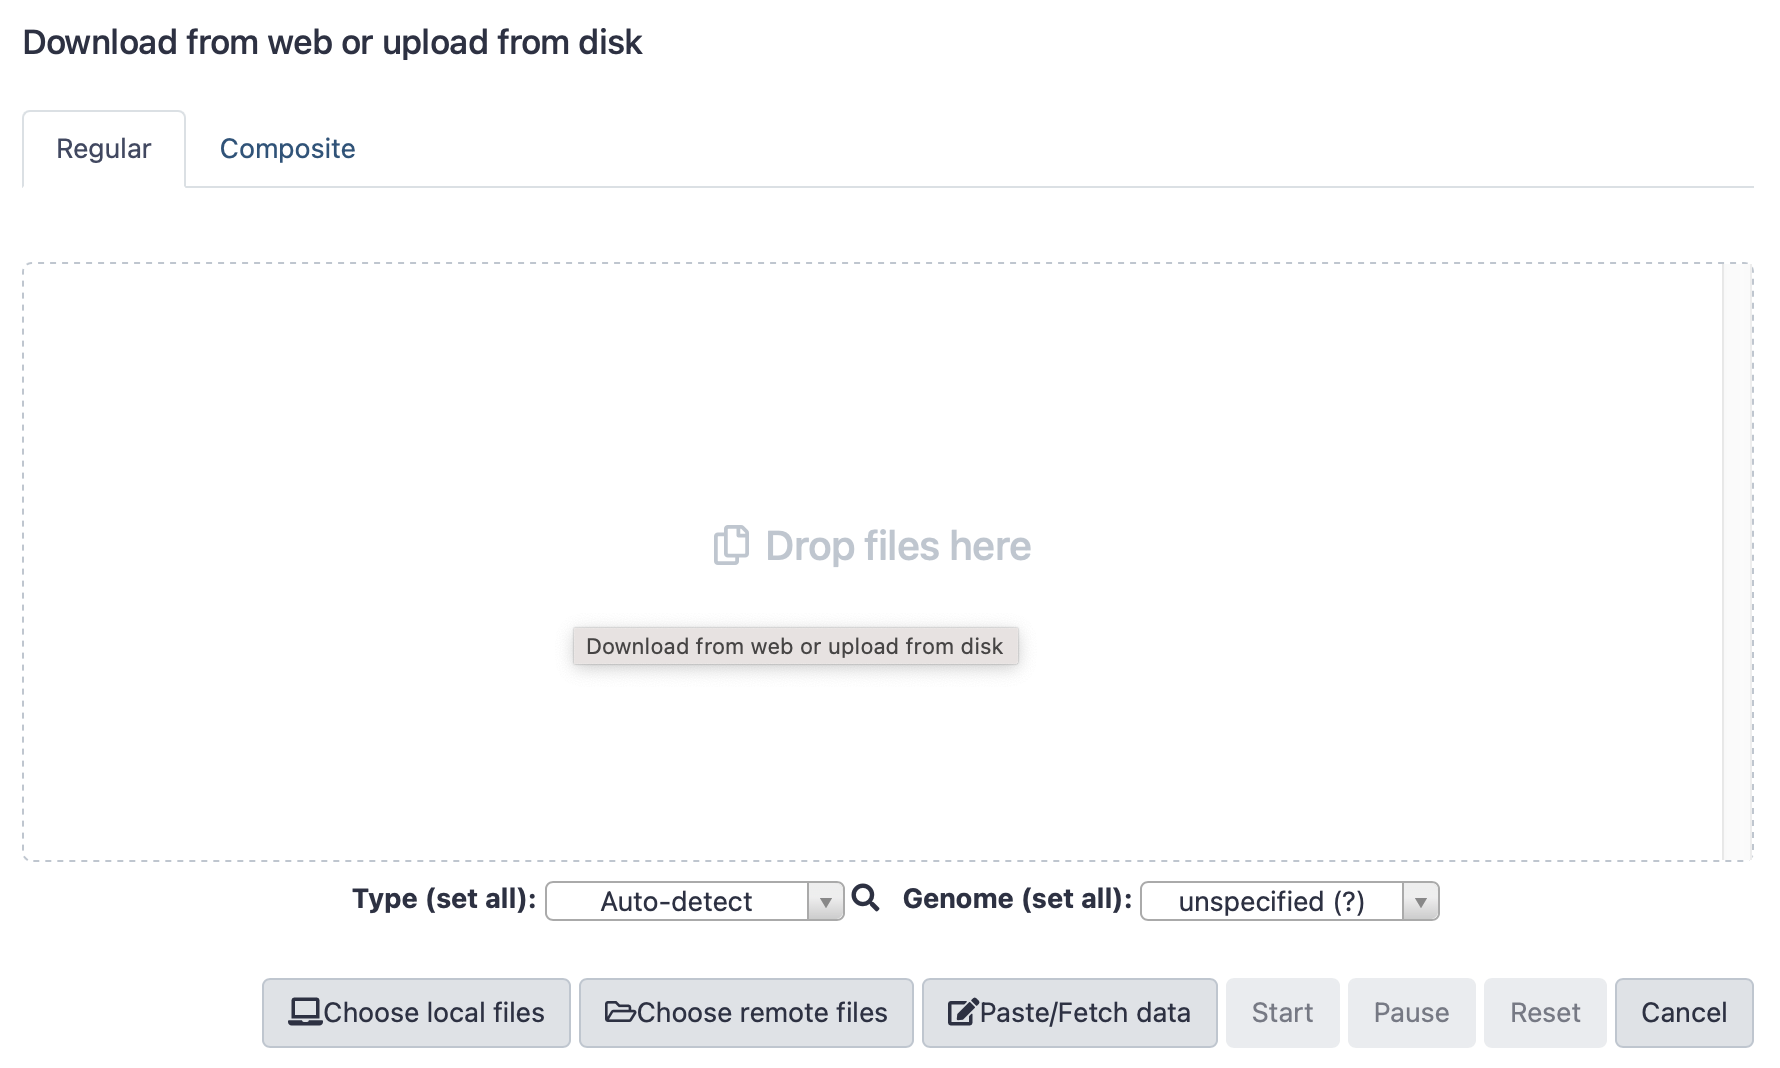 Download from web or upload from disk
Regular Composite
Drop files here
Download from web or upload from disk
Type (set all): Auto-detect Genome (set all): unspecified (?)
Choose local files Choose remote files Paste/Fetch data Start Pause Reset Cancel